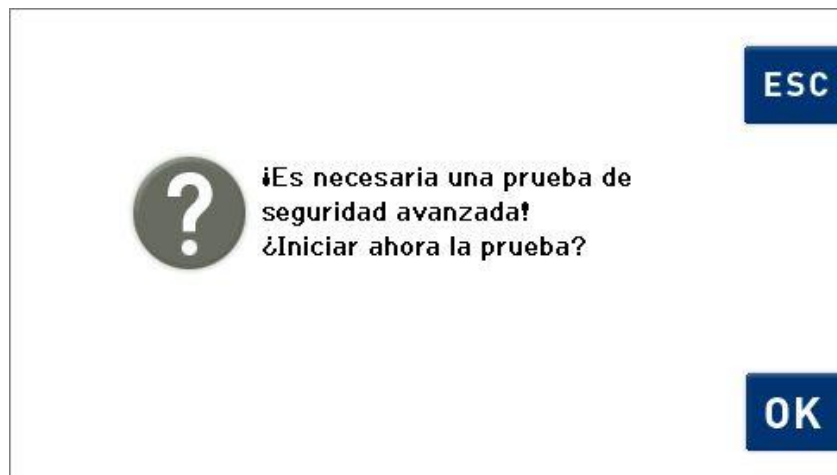 ESC
¡Es necesaria una prueba de
seguridad avanzada!
¿Iniciar ahora la prueba?
OK